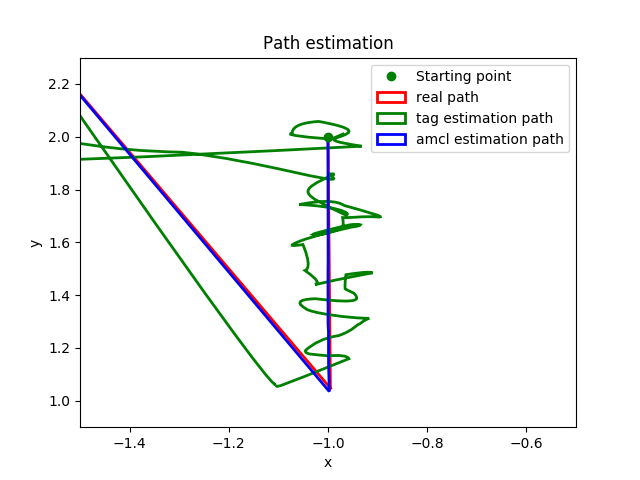 Path estimation
Starting point
real path
tag estimation path
amcl estimation path
y
2.2
2.0
1.8
1.6
1.4
1.2
1.0
−1.4 −1.2 −1.0 −0.8 −0.6
x